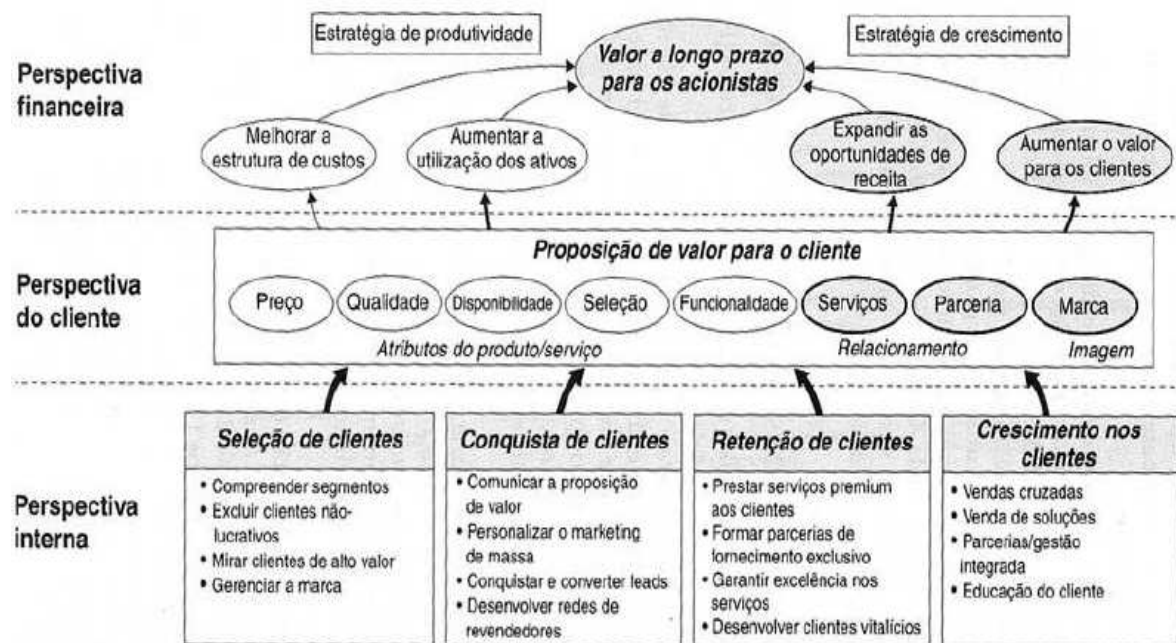 Estratégia de produtividade
Valor a longo prazo
para os acionistas
Estratégia de crescimento
Perspectiva
financeira
Melhorar a
estrutura de custos
Aumentar a
utilização dos ativos
Expandir as
oportunidades de
receita
Aumentar o valor
para os clientes
Proposição de valor para o cliente
Perspectiva
do cliente
Preço
Qualidade
Disponibilidade
Seleção
Funcionalidade
Serviços
Parceria
Marca
Atributos do produto/serviço
Relacionamento
Imagem
Perspectiva
interna
Seleção de clientes
• Compreender segmentos
• Excluir clientes não-
lucrativos
• Mirar clientes de alto valor
• Gerenciar a marca
Conquista de clientes
• Comunicar a proposição
de valor
• Personalizar o marketing
de massa
• Conquistar e converter leads
• Desenvolver redes de
revendedores
Retenção de clientes
• Prestar serviços premium
aos clientes
• Formar parcerias de
fornecimento exclusivo
• Garantir excelência nos
serviços
• Desenvolver clientes vitalícios
Crescimento nos
clientes
• Vendas cruzadas
• Venda de soluções
• Parcerias/gestão
integrada
• Educação do cliente